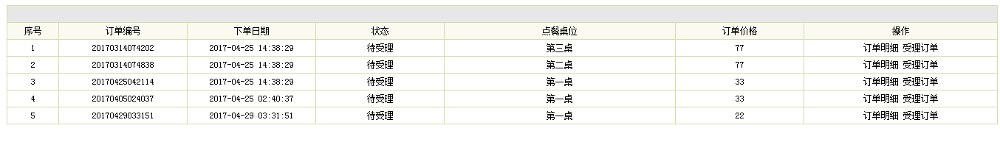 序号 订单编号 下单日期 状态 点餐桌位 订单价格 操作
1 20170314074202 2017-04-25 14:38:29 待受理 第三桌 77 订单明细 受理订单
2 20170314074838 2017-04-25 14:38:29 待受理 第二桌 77 订单明细 受理订单
3 20170425042114 2017-04-25 14:38:29 待受理 第一桌 33 订单明细 受理订单
4 20170405024037 2017-04-25 02:40:37 待受理 第一桌 33 订单明细 受理订单
5 20170429033151 2017-04-29 03:31:51 待受理 第一桌 22 订单明细 受理订单